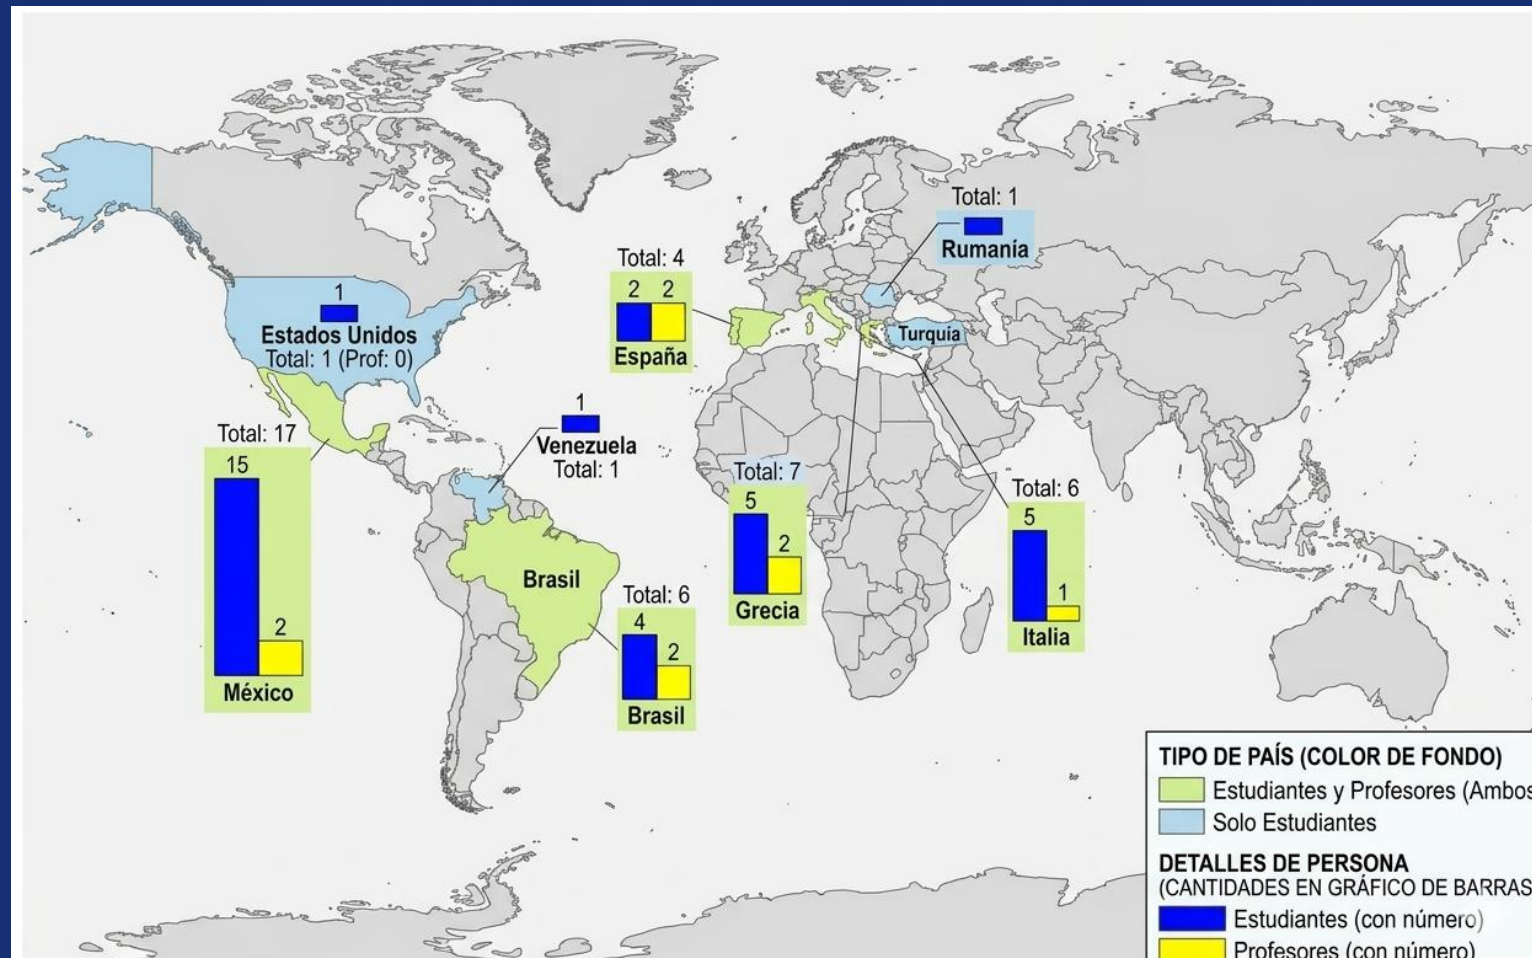 Total: 1
Rumanía
Total: 4
2 2
España
1
Estados Unidos
Total: 1 (Prof: 0)
Turquía
Total: 17
15
2
México
1
Venezuela
Total: 1
Brasil
Total: 6
4
2
Brasil
Total: 7
5
2
Grecia
Total: 6
5
1
Italia
TIPO DE PAÍS (COLOR DE FONDO)
Estudiantes y Profesores (Ambos
Solo Estudiantes
DETALLES DE PERSONA
(CANTIDADES EN GRÁFICO DE BARRAS
Estudiantes (con número)
Profesores (con número)